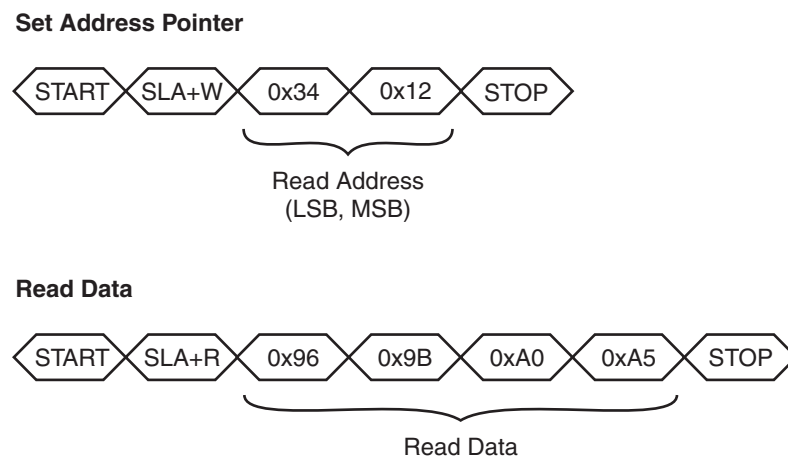 Set Address Pointer
START SLA+W 0x34 0x12 STOP
Read Address
(LSB, MSB)
Read Data
START SLA+R 0x96 0x9B 0xA0 0xA5 STOP
Read Data